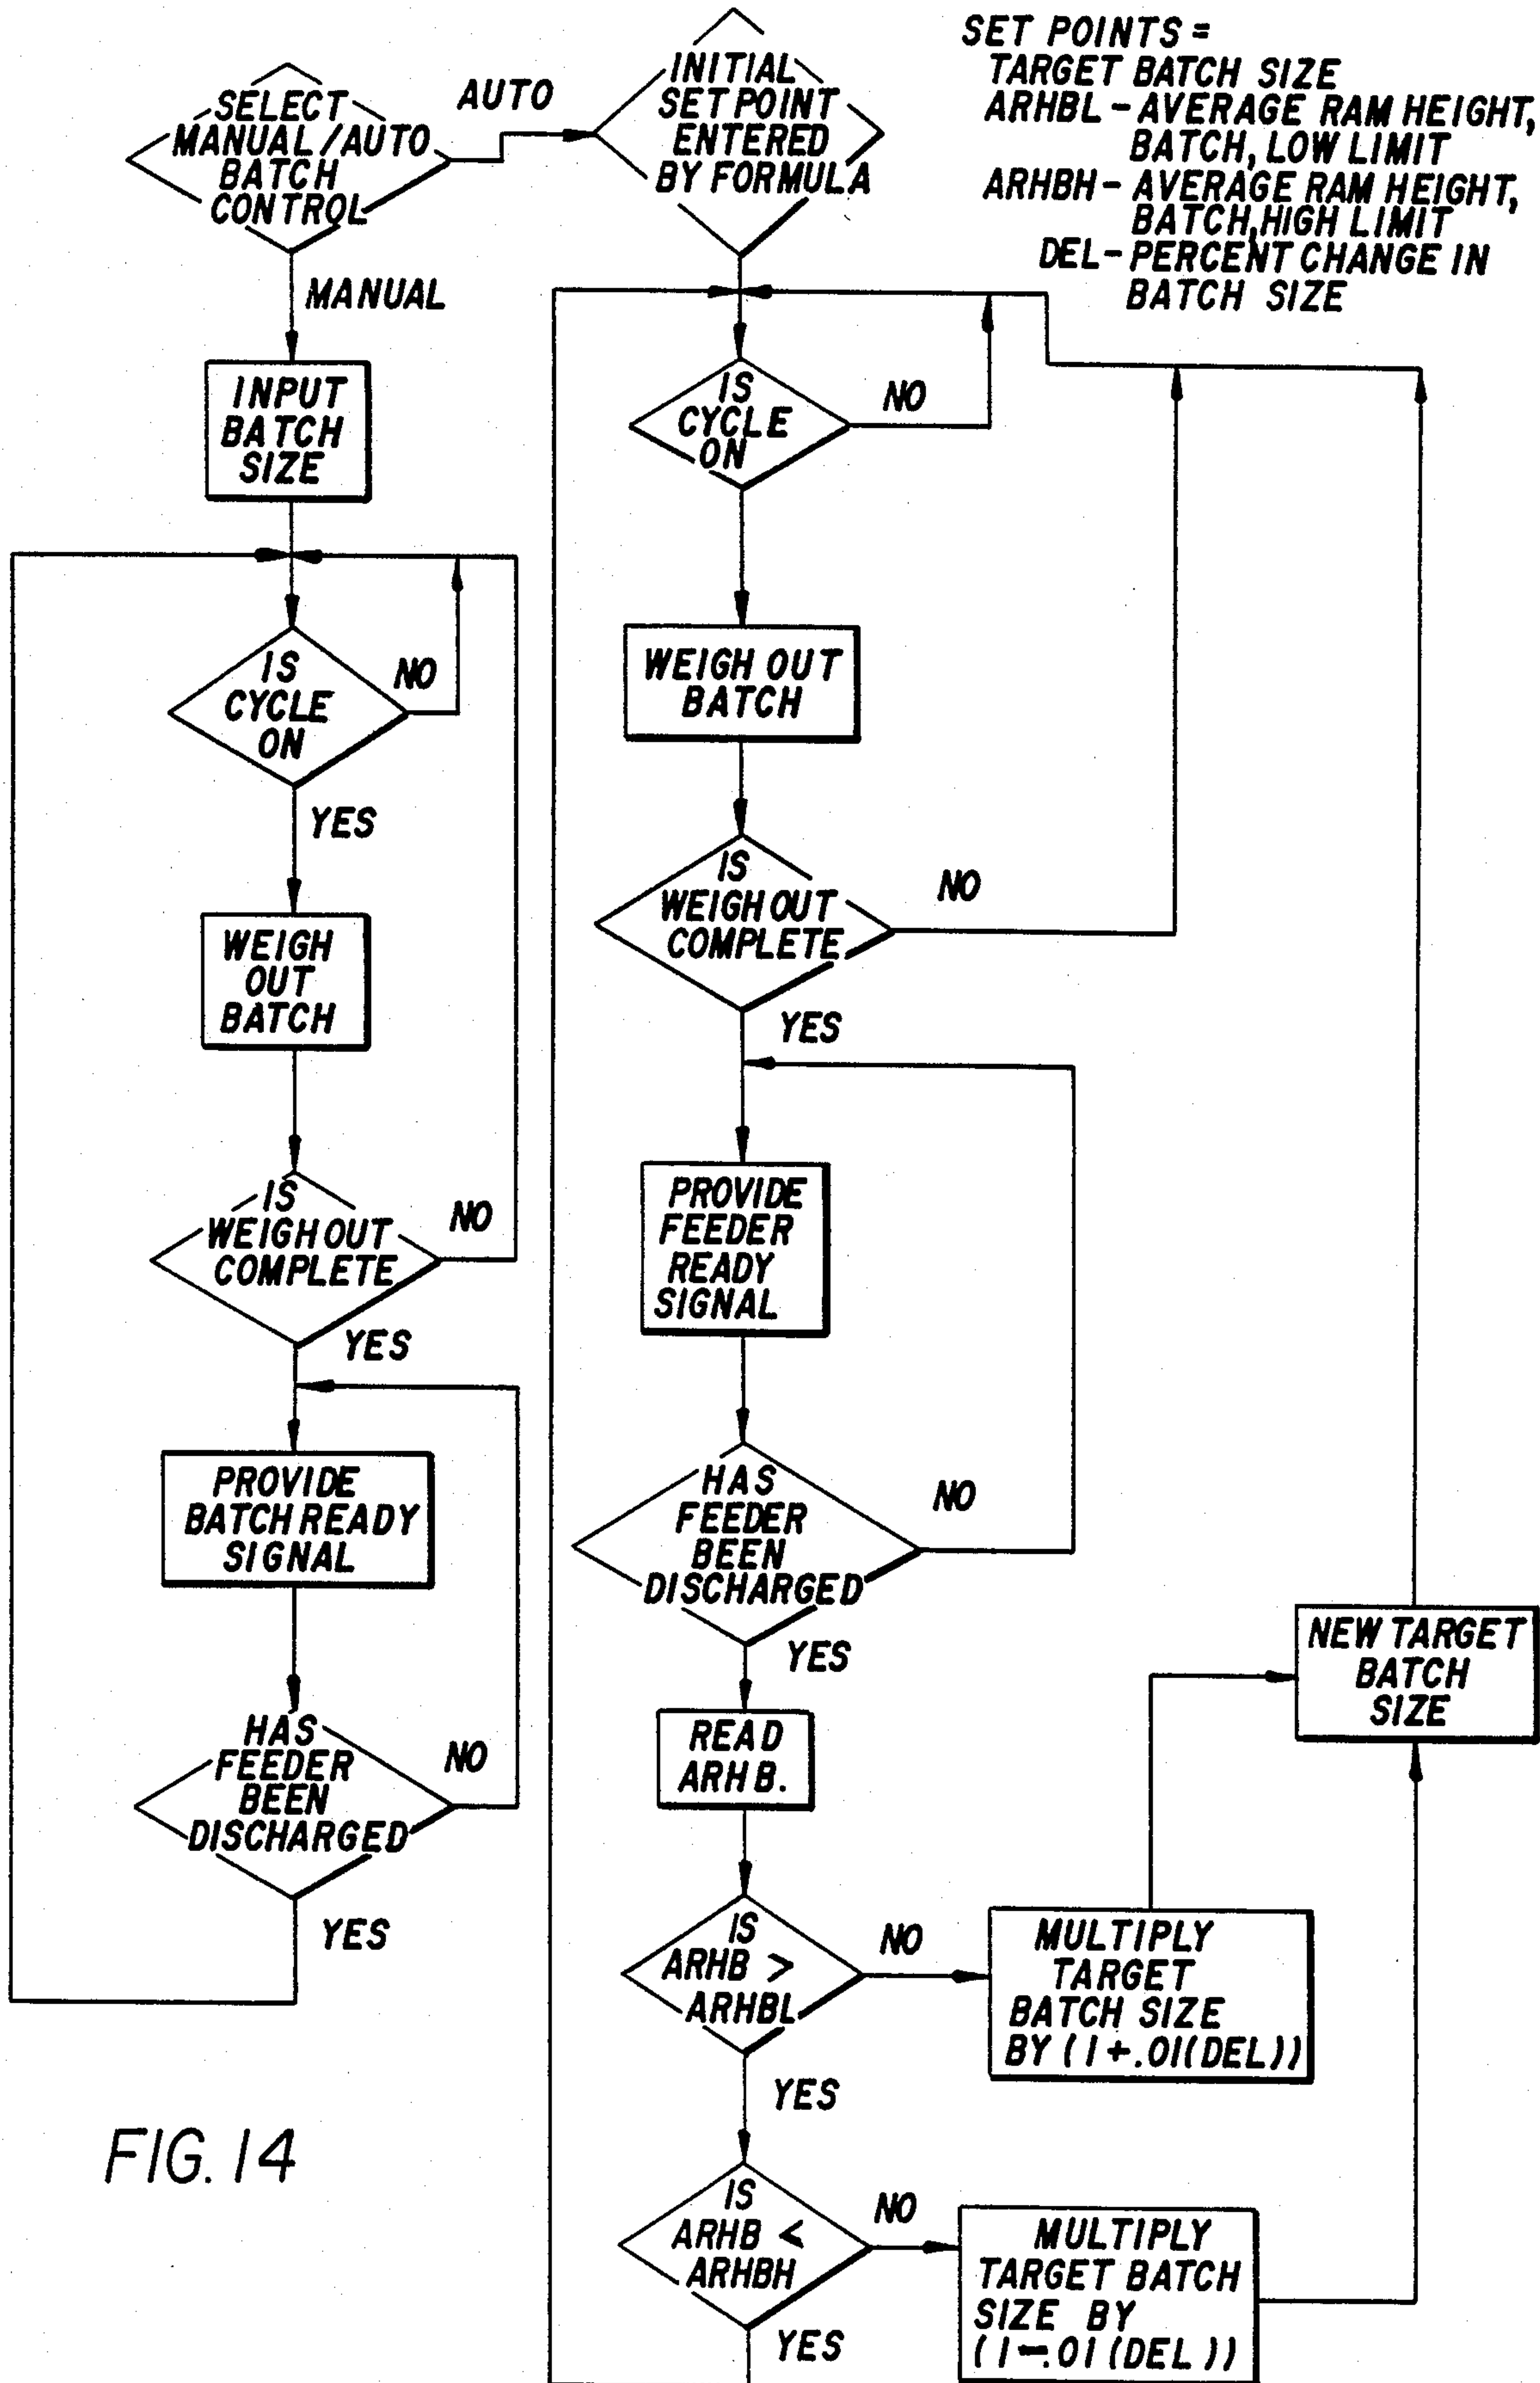 SET POINTS =
TARGET BATCH SIZE
ARHBL - AVERAGE RAM HEIGHT,
BATCH, LOW LIMIT
ARHBH - AVERAGE RAM HEIGHT,
BATCH, HIGH LIMIT
DEL - PERCENT CHANGE IN
BATCH SIZE
SELECT
MANUAL/AUTO
BATCH
CONTROL
AUTO
MANUAL
INPUT
BATCH
SIZE
IS
CYCLE
ON
NO
YES
WEIGH
OUT
BATCH
IS
WEIGH OUT
COMPLETE
NO
YES
PROVIDE
BATCH READY
SIGNAL
HAS
FEEDER
BEEN
DISCHARGED
NO
YES
INITIAL
SET POINT
ENTERED
BY FORMULA
IS
CYCLE
ON
NO
WEIGH OUT
BATCH
IS
WEIGH OUT
COMPLETE
NO
YES
PROVIDE
FEEDER
READY
SIGNAL
HAS
FEEDER
BEEN
DISCHARGED
NO
YES
READ
ARHB.
IS
ARHB >
ARHBL
NO
MULTIPLY
TARGET
BATCH SIZE
BY (1+.01(DEL))
YES
IS
ARHB <
ARHBH
NO
MULTIPLY
TARGET BATCH
SIZE BY
(1-.01(DEL))
YES
NEW TARGET
BATCH
SIZE
FIG. 14